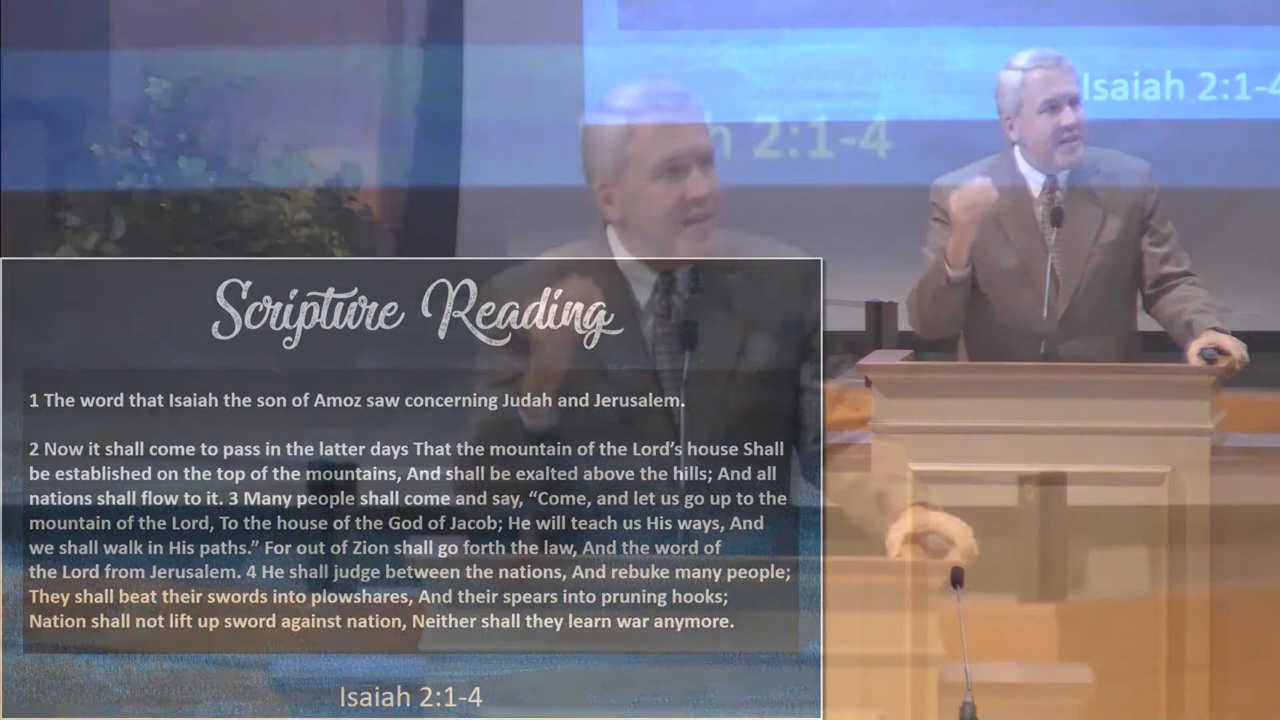 Isaiah 2:1-4
h 2:1-4
Scripture Reading
1 The word that Isaiah the son of Amoz saw concerning Judah and Jerusalem.
2 Now it shall come to pass in the latter days That the mountain of the Lord’s house Shall
be established on the top of the mountains, And shall be exalted above the hills; And all
nations shall flow to it. 3 Many people shall come and say, “Come, and let us go up to the
mountain of the Lord, To the house of the God of Jacob; He will teach us His ways, And
we shall walk in His paths.” For out of Zion shall go forth the law, And the word of
the Lord from Jerusalem. 4 He shall judge between the nations, And rebuke many people;
They shall beat their swords into plowshares, And their spears into pruning hooks;
Nation shall not lift up sword against nation, Neither shall they learn war anymore.
Isaiah 2:1-4